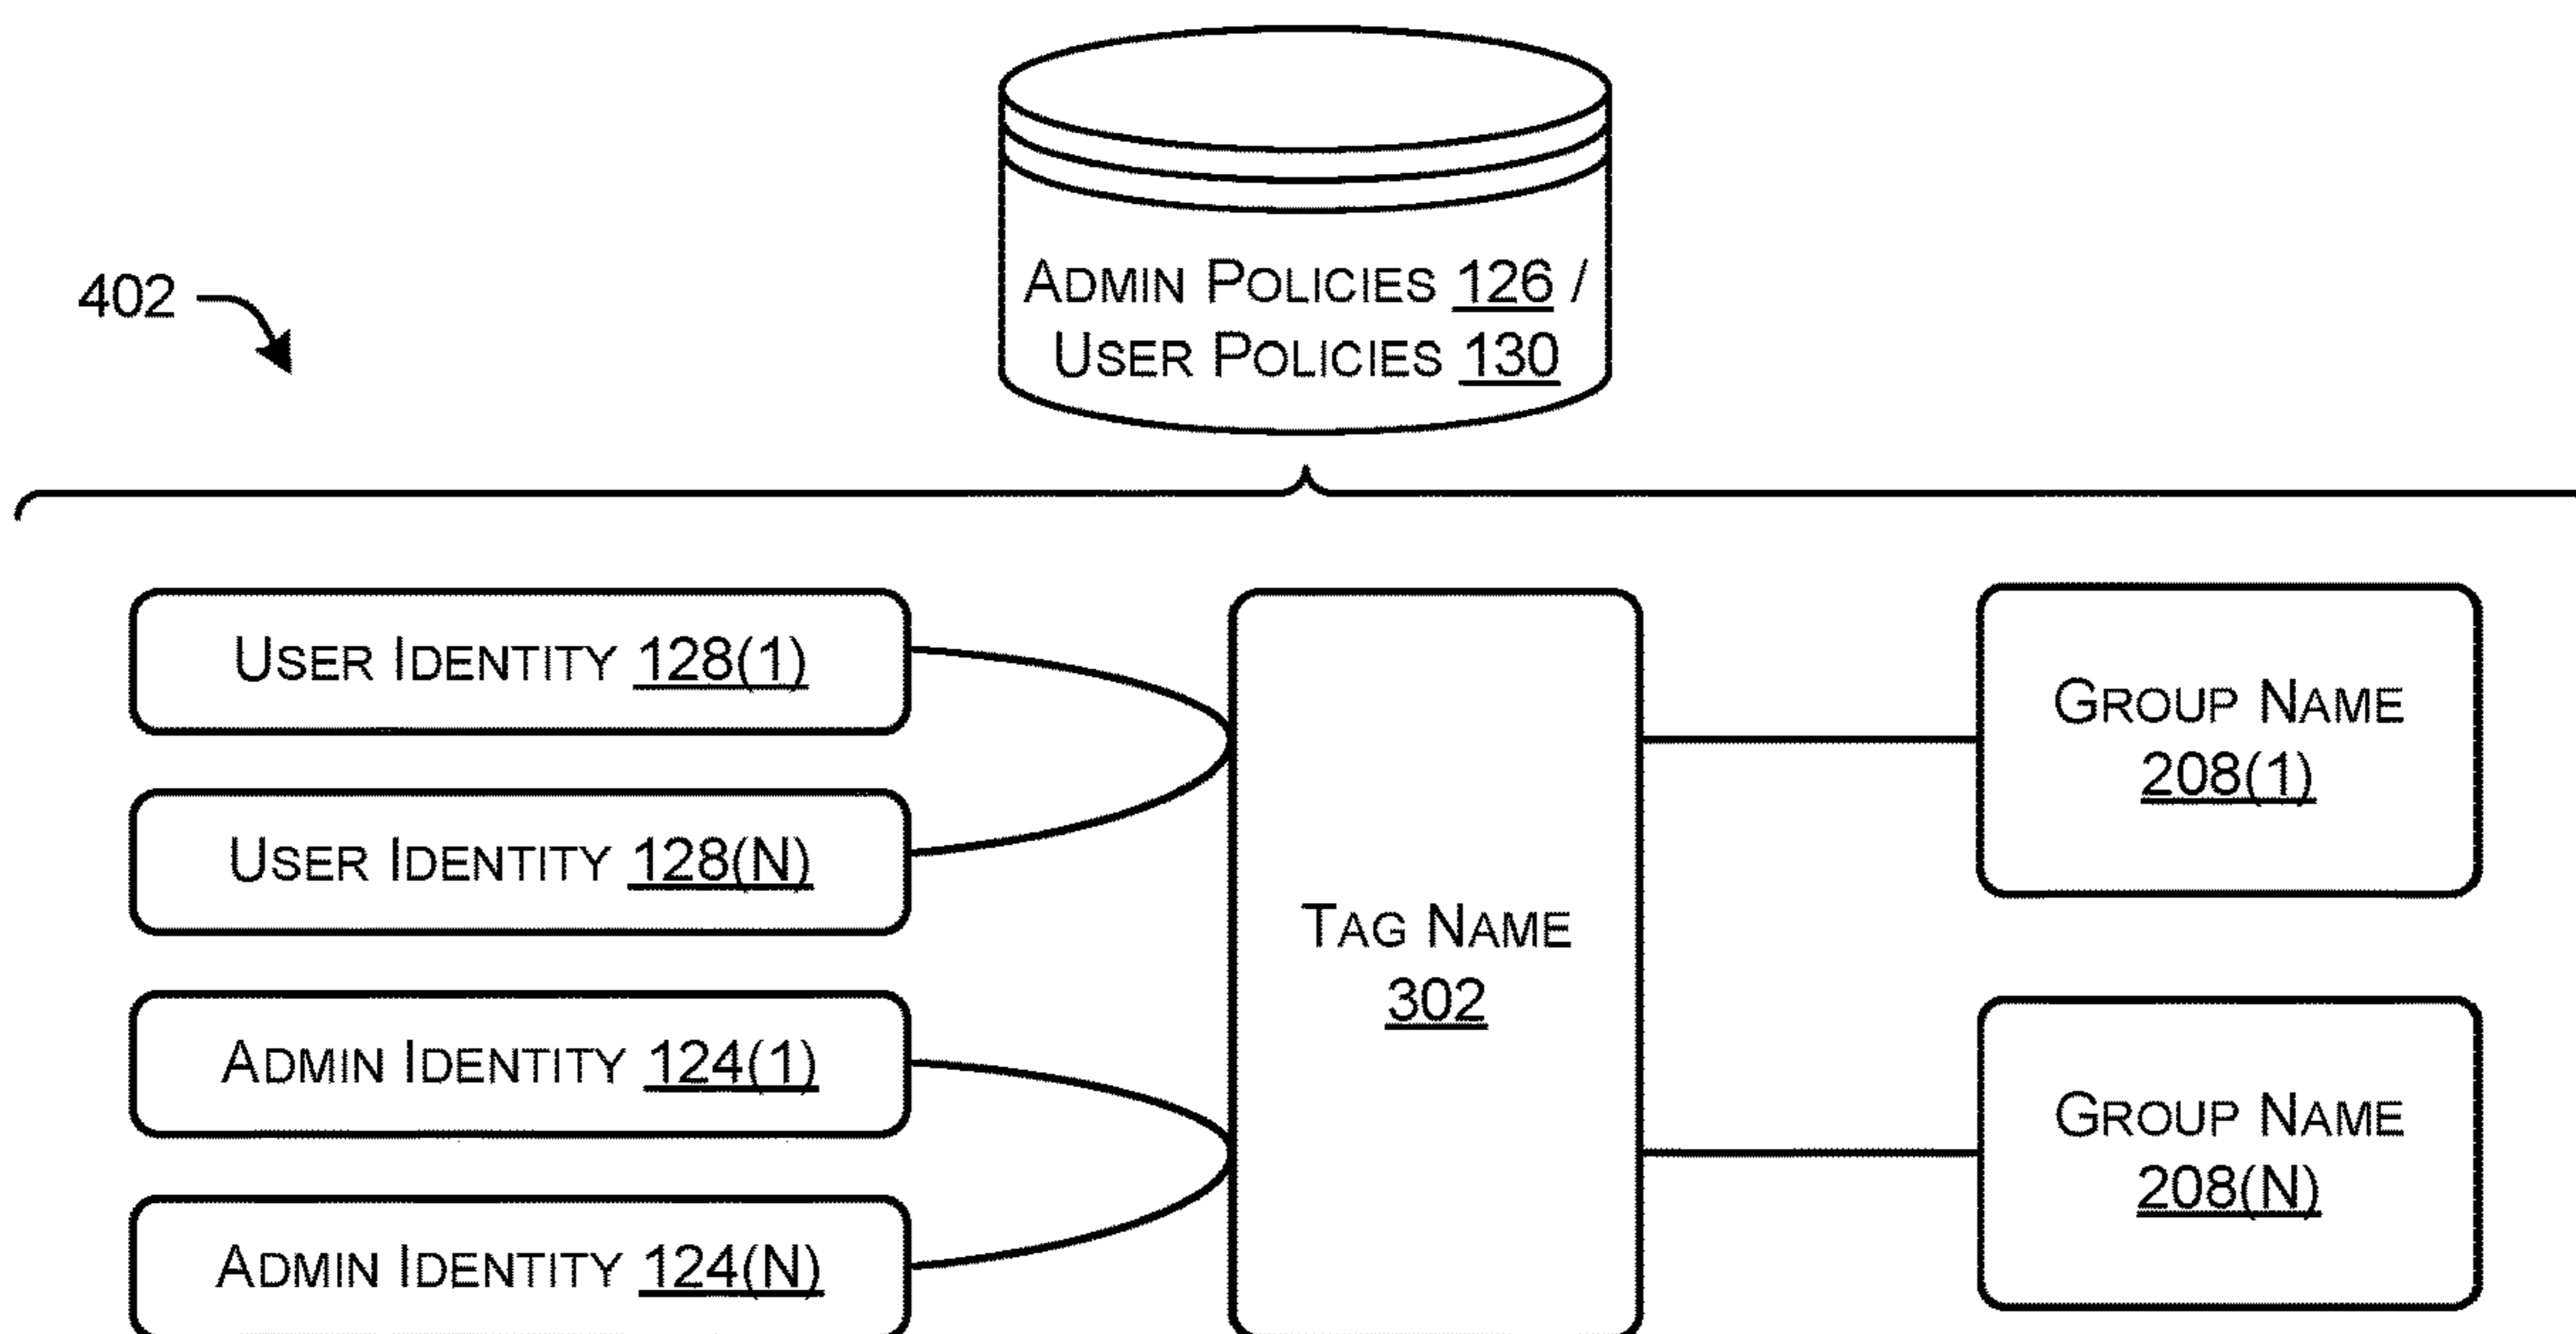 ADMIN POLICIES 126 /
USER POLICIES 130
402
USER IDENTITY 128(1)
USER IDENTITY 128(N)
ADMIN IDENTITY 124(1)
ADMIN IDENTITY 124(N)
TAG NAME
302
GROUP NAME
208(1)
GROUP NAME
208(N)